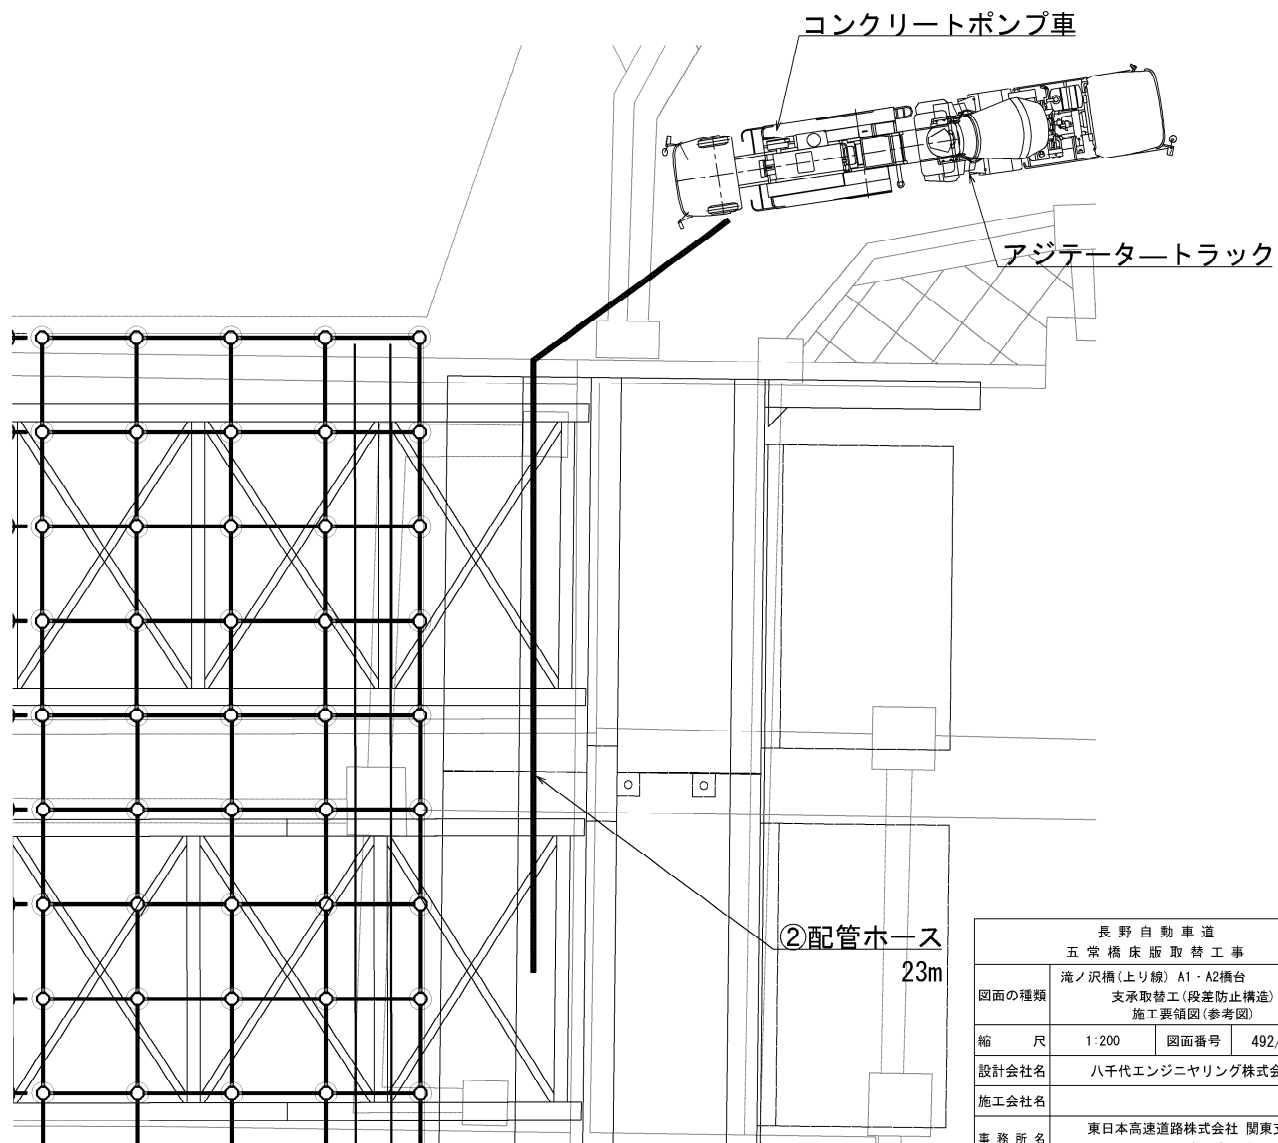 コンクリートポンプ車
アジテータートラック
②配管ホース
23m
長野自動車道
五常橋床版取替工事
図面の種類
滝ノ沢橋(上り線) A1・A2橋台
支承取替工(段差防止構造)
施工要領図(参考図)
縮 尺 1:200 図面番号 492/
設計会社名 八千代エンジニヤリング株式会
施工会社名
事務所名 東日本高速道路株式会社 関東支